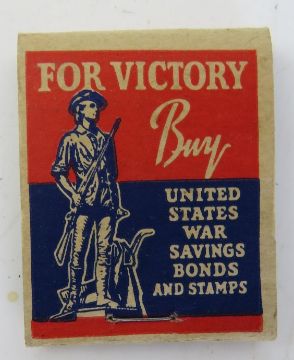 FOR VICTORY
Buy
UNITED
STATES
WAR
SAVINGS
BONDS
AND STAMPS